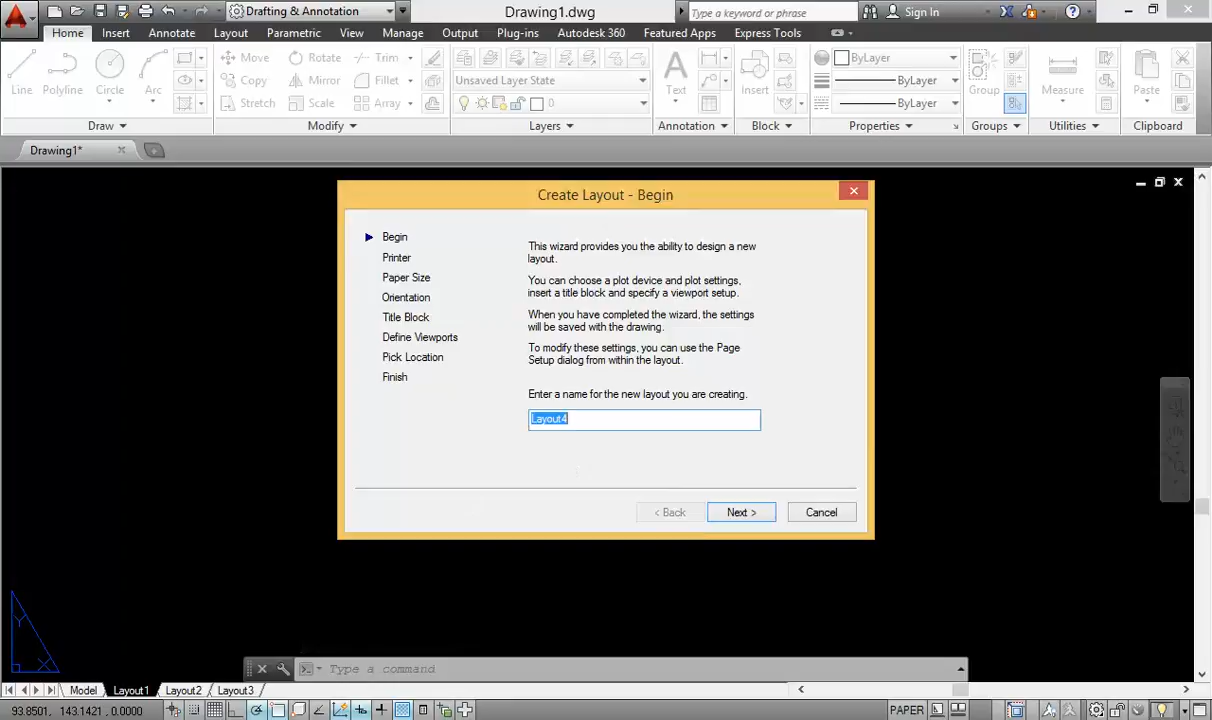 Drafting & Annotation
Drawing1.dwg
Type a keyword or phrase
Sign In
Home
Insert
Annotate
Layout
Parametric
View
Manage
Output
Plug-ins
Autodesk 360
Featured Apps
Express Tools
Line
Polyline
Circle
Arc
Move
Rotate
Trim
Copy
Mirror
Fillet
Stretch
Scale
Array
Unsaved Layer State
0
Text
Insert
ByLayer
ByLayer
ByLayer
Group
Measure
Paste
Draw
Modify
Layers
Annotation
Block
Properties
Groups
Utilities
Clipboard
Drawing1*
Create Layout - Begin
Begin
Printer
Paper Size
Orientation
Title Block
Define Viewports
Pick Location
Finish
This wizard provides you the ability to design a new
layout.
You can choose a plot device and plot settings,
insert a title block and specify a viewport setup.
When you have completed the wizard, the settings
will be saved with the drawing.
To modify these settings, you can use the Page
Setup dialog from within the layout.
Enter a name for the new layout you are creating.
Layout4
< Back
Next >
Cancel
Y
X
Type a command
Model
Layout1
Layout2
Layout3
93.8501, 143.1421, 0.0000
PAPER